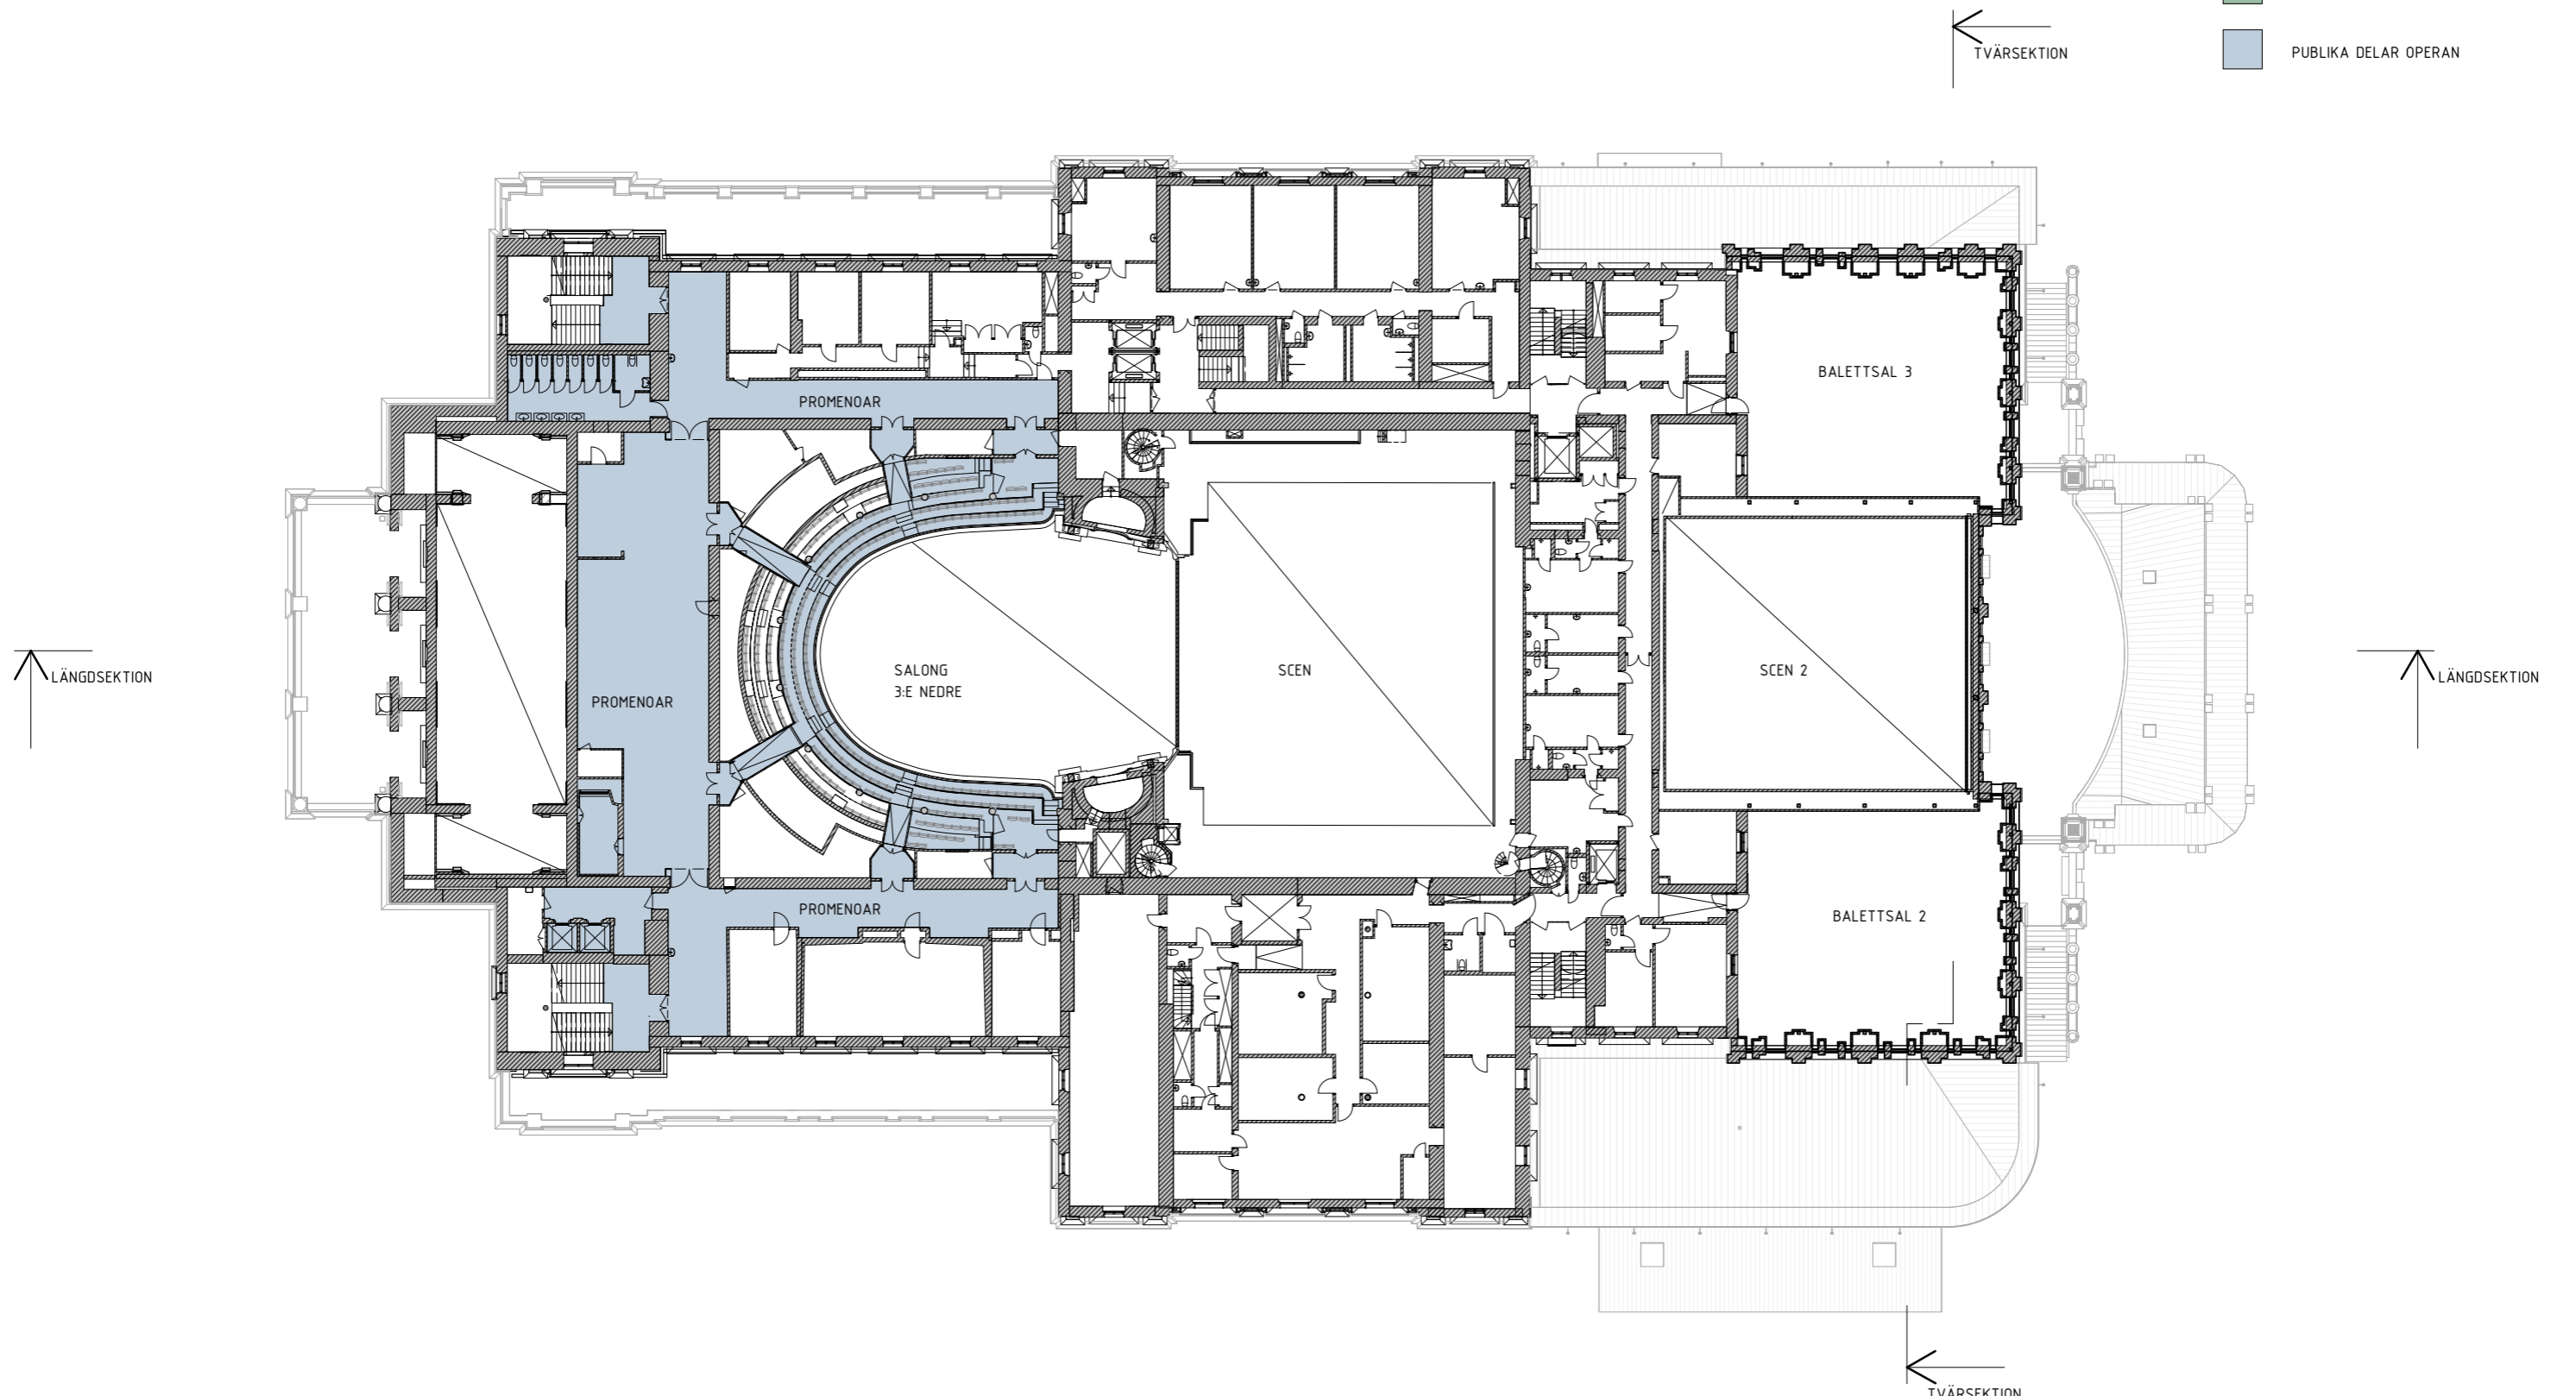 TVÄRSEKTION
PUBLIKA DELAR OPERAN
BALETTSAL 3
PROMENOAR
LÄNGDSEKTION
PROMENOAR
SALONG
3:E NEDRE
SCEN
SCEN 2
LÄNGDSEKTION
PROMENOAR
BALETTSAL 2
TVÄRSEKTION